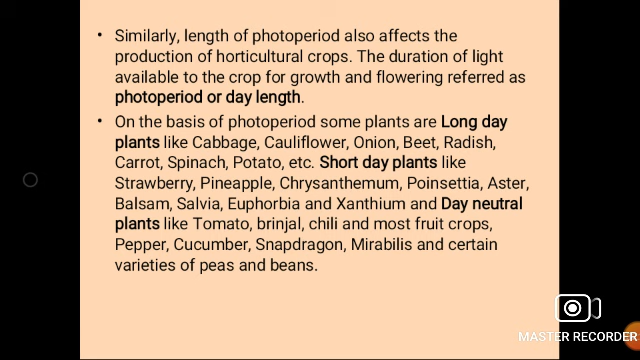 • Similarly, length of photoperiod also affects the
production of horticultural crops. The duration of light
available to the crop for growth and flowering referred as
photoperiod or day length.
• On the basis of photoperiod some plants are Long day
plants like Cabbage, Cauliflower, Onion, Beet, Radish,
Carrot, Spinach, Potato, etc. Short day plants like
Strawberry, Pineapple, Chrysanthemum, Poinsettia, Aster,
Balsam, Salvia, Euphorbia and Xanthium and Day neutral
plants like Tomato, brinjal, chili and most fruit crops,
Pepper, Cucumber, Snapdragon, Mirabilis and certain
varieties of peas and beans.
MASTER RECORDER